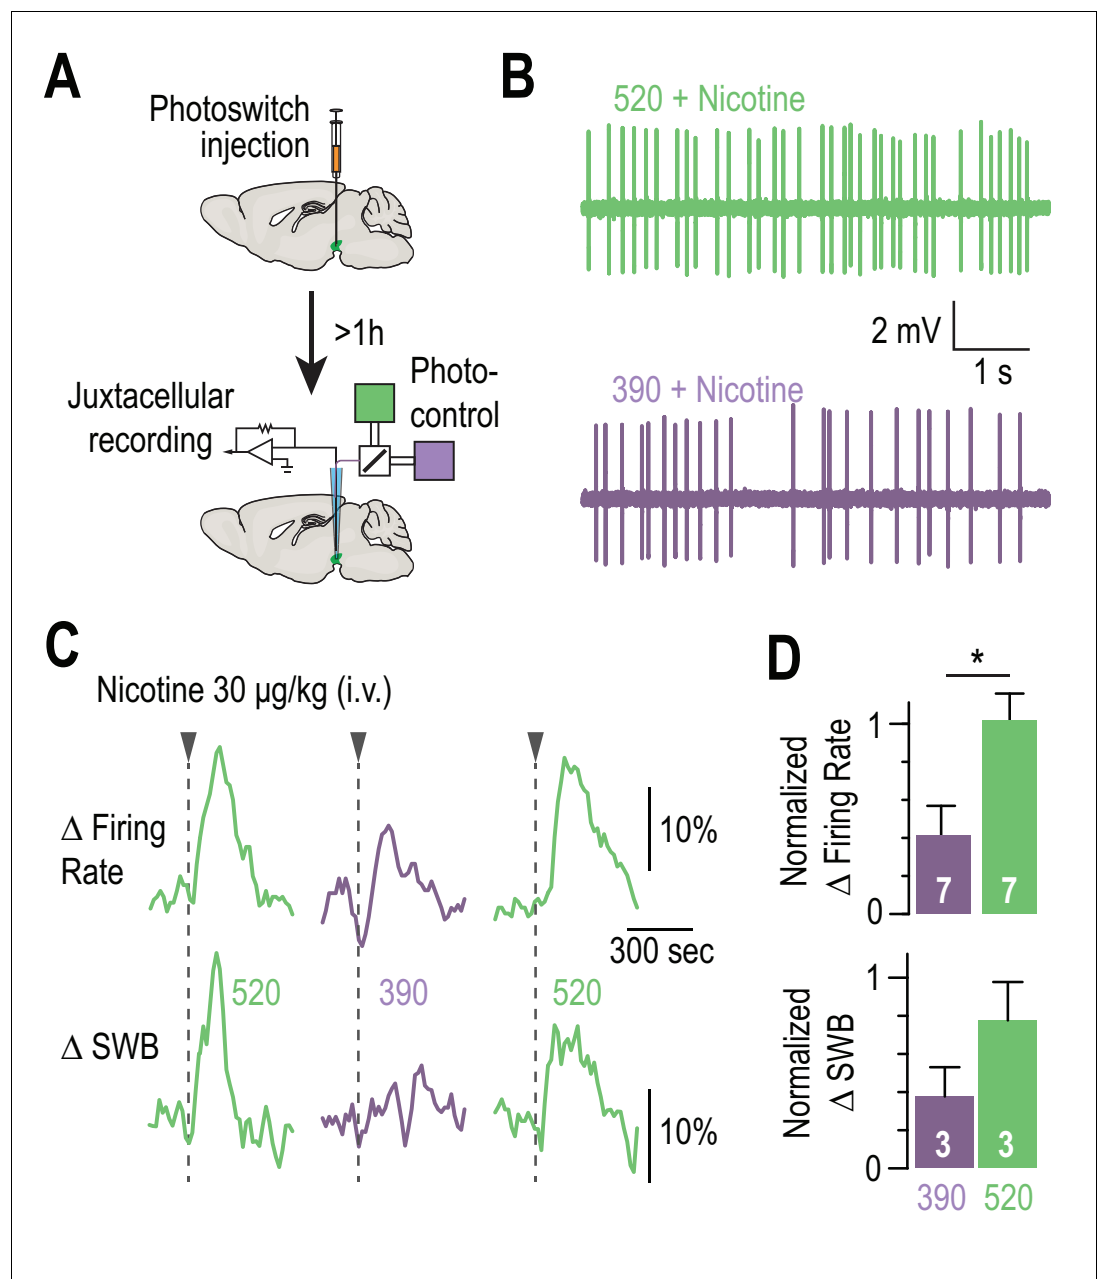 A
Photoswitch
injection
>1h
Juxtacellular
recording
Photo-
control
B
520 + Nicotine
2 mV
1 s
390 + Nicotine
C
Nicotine 30 µg/kg (i.v.)
Δ Firing
Rate
10%
300 sec
520
390
520
Δ SWB
10%
D
*
Normalized
Δ Firing Rate
1
0
7
7
Normalized
Δ SWB
1
0
3
3
390
520